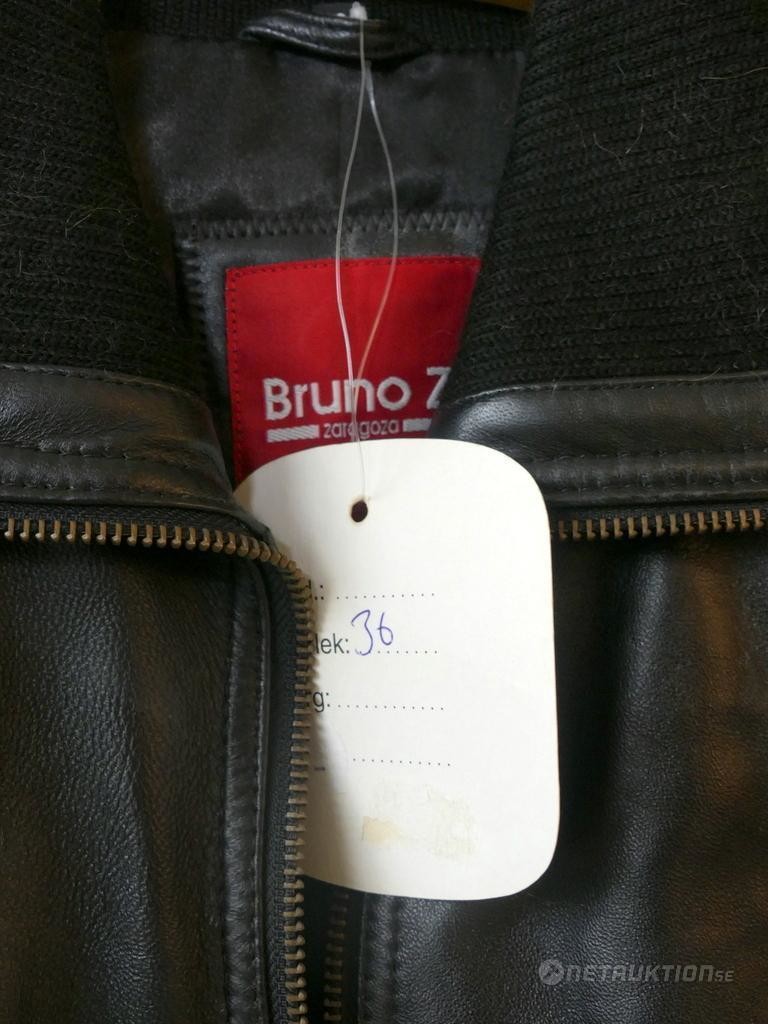 Bruno Z
zaragoza
lek: 36
g:
NETAUKTION.SE